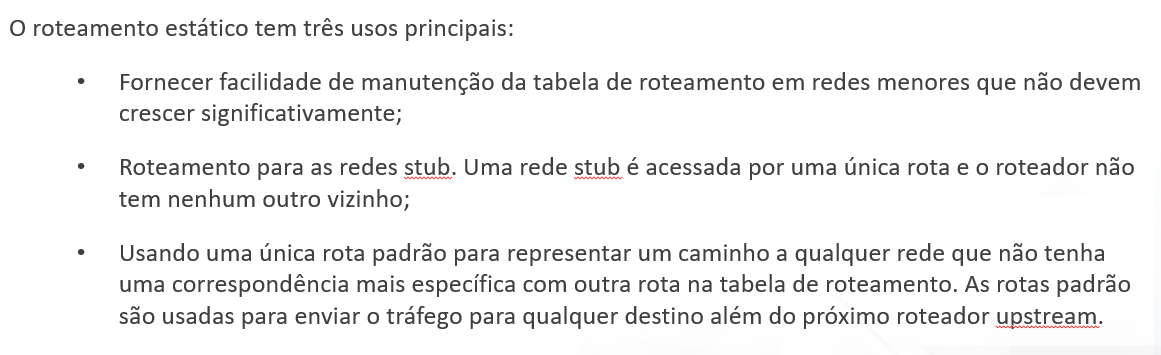 O roteamento estático tem três usos principais:
• Fornecer facilidade de manutenção da tabela de roteamento em redes menores que não devem
crescer significativamente;
• Roteamento para as redes stub. Uma rede stub é acessada por uma única rota e o roteador não
tem nenhum outro vizinho;
• Usando uma única rota padrão para representar um caminho a qualquer rede que não tenha
uma correspondência mais específica com outra rota na tabela de roteamento. As rotas padrão
são usadas para enviar o tráfego para qualquer destino além do próximo roteador upstream.